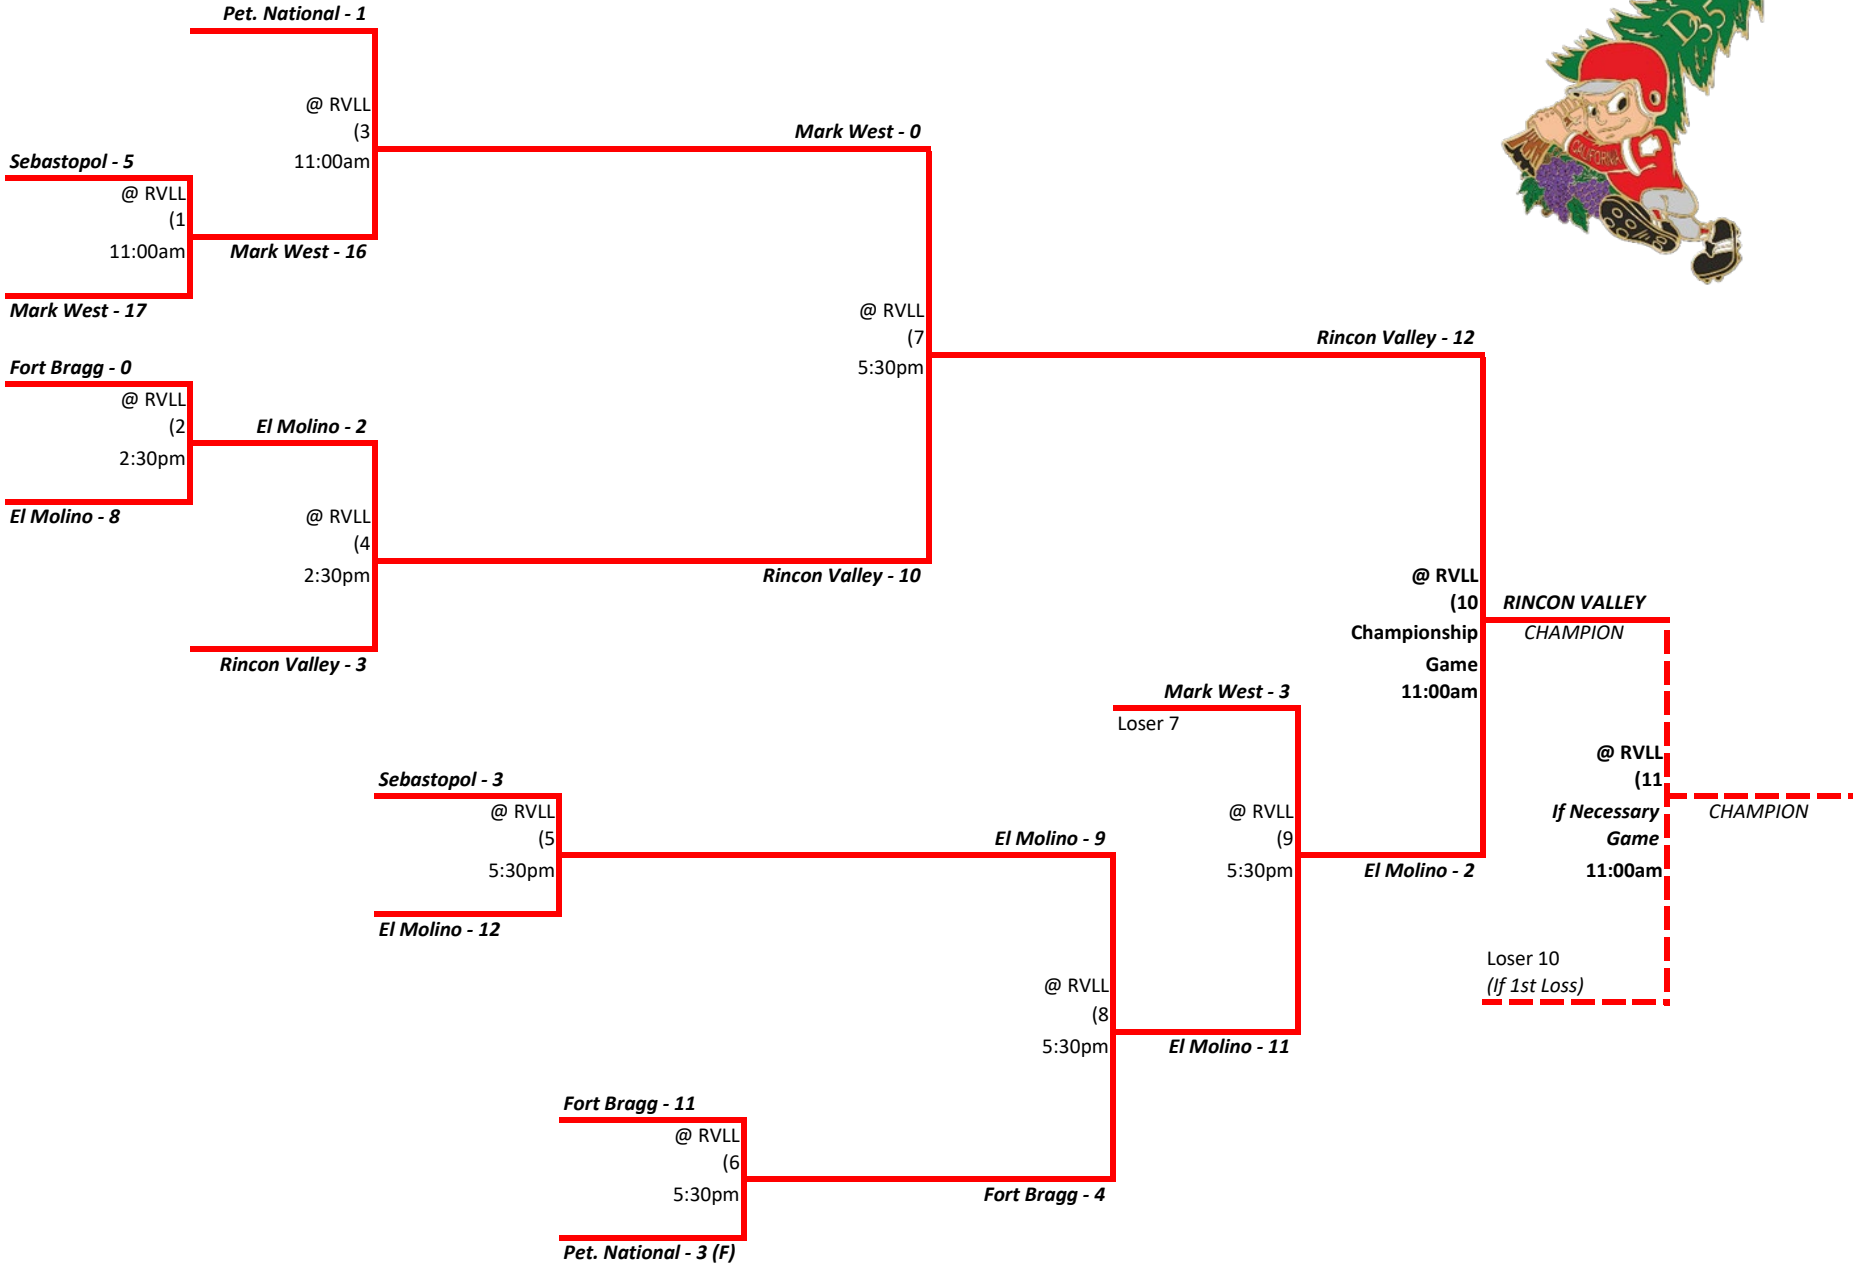 Pet. National - 1
D35
@ RVLL
(3
11:00am
Mark West - 0
CALIFORNIA
Sebastopol - 5
@ RVLL
(1
11:00am
Mark West - 16
Mark West - 17
@ RVLL
(7
5:30pm
Rincon Valley - 12
Fort Bragg - 0
@ RVLL
(2
2:30pm
El Molino - 2
El Molino - 8
@ RVLL
(4
2:30pm
Rincon Valley - 10
Rincon Valley - 3
@ RVLL
(10
Championship
Game
11:00am
RINCON VALLEY
CHAMPION
Mark West - 3
Loser 7
@ RVLL
(11
If Necessary
Game
11:00am
CHAMPION
Sebastopol - 3
@ RVLL
(5
5:30pm
El Molino - 12
El Molino - 9
@ RVLL
(9
5:30pm
El Molino - 2
Loser 10
(If 1st Loss)
@ RVLL
(8
5:30pm
El Molino - 11
Fort Bragg - 11
@ RVLL
(6
5:30pm
Fort Bragg - 4
Pet. National - 3 (F)